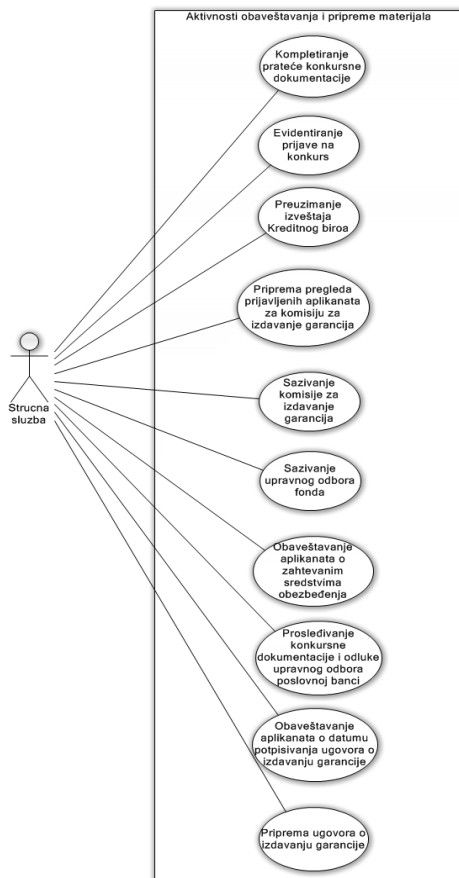 Aktivnosti obaveštavanja i pripreme materijala
Kompletiranje
prateće konkursne
dokumentacije
Evidentiranje
prijave na
konkurs
Preuzimanje
izveštaja
Kreditnog biroa
Priprema pregleda
prijavljenih aplikanata
za komisiju za
izdavanje garancija
Strucna
sluzba
Sazivanje
komisije za
izdavanje
garancija
Sazivanje
upravnog odbora
fonda
Obaveštavanje
aplikanata o
zahtevanim
sredstvima
obezbeđenja
Prosleđivanje
konkursne
dokumentacije i odluke
upravnog odbora
poslovnoj banci
Obaveštavanje
aplikanata o datumu
potpisivanja ugovora o
izdavanju garancije
Priprema ugovora o
izdavanju garancije